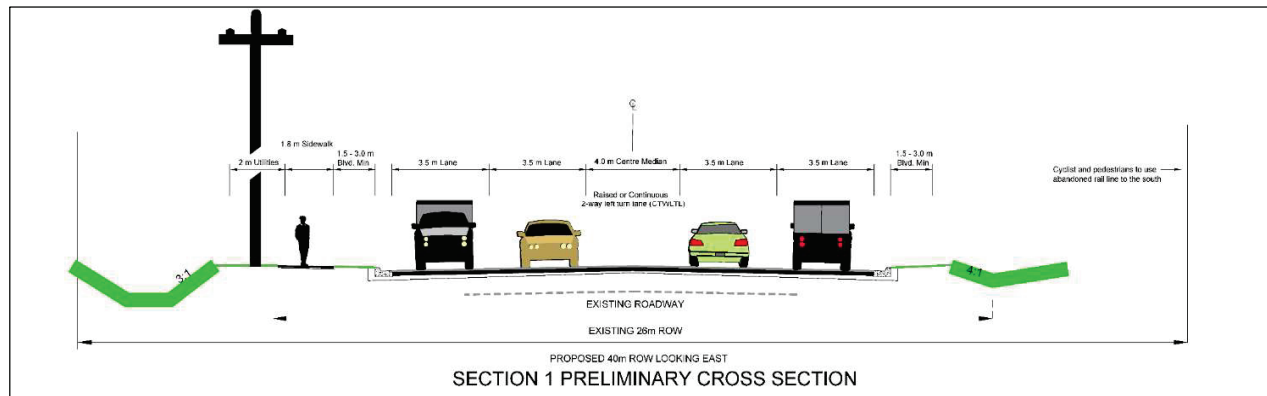 ℄
1.8 m Sidewalk
2 m Utilities
1.5 - 3.0 m
Blvd. Min
3.5 m Lane
3.5 m Lane
4.0 m Centre Median
3.5 m Lane
3.5 m Lane
1.5 - 3.0 m
Blvd. Min
Cyclist and pedestrians to use
abandoned rail line to the south
Raised or Continuous
2-way left turn lane (CTWLTL)
3:1
4:1
EXISTING ROADWAY
EXISTING 26m ROW
PROPOSED 40m ROW LOOKING EAST
SECTION 1 PRELIMINARY CROSS SECTION